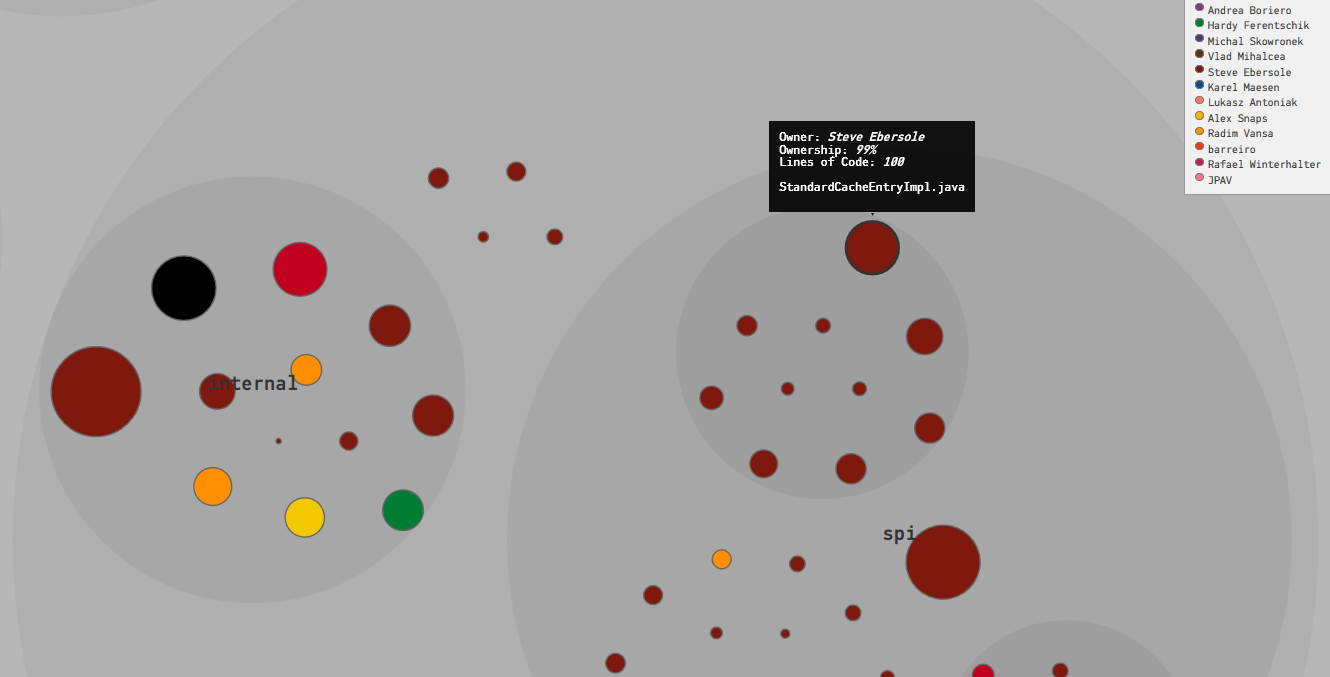 Andrea Boriero
Hardy Ferentschik
Michal Skowronek
Vlad Mihalcea
Steve Ebersole
Karel Maesen
Lukasz Antoniak
Alex Snaps
Radim Vansa
barreiro
Rafael Winterhalter
JPAV
Owner: Steve Ebersole
Ownership: 99%
Lines of Code: 100
StandardCacheEntryImpl.java
internal
spi